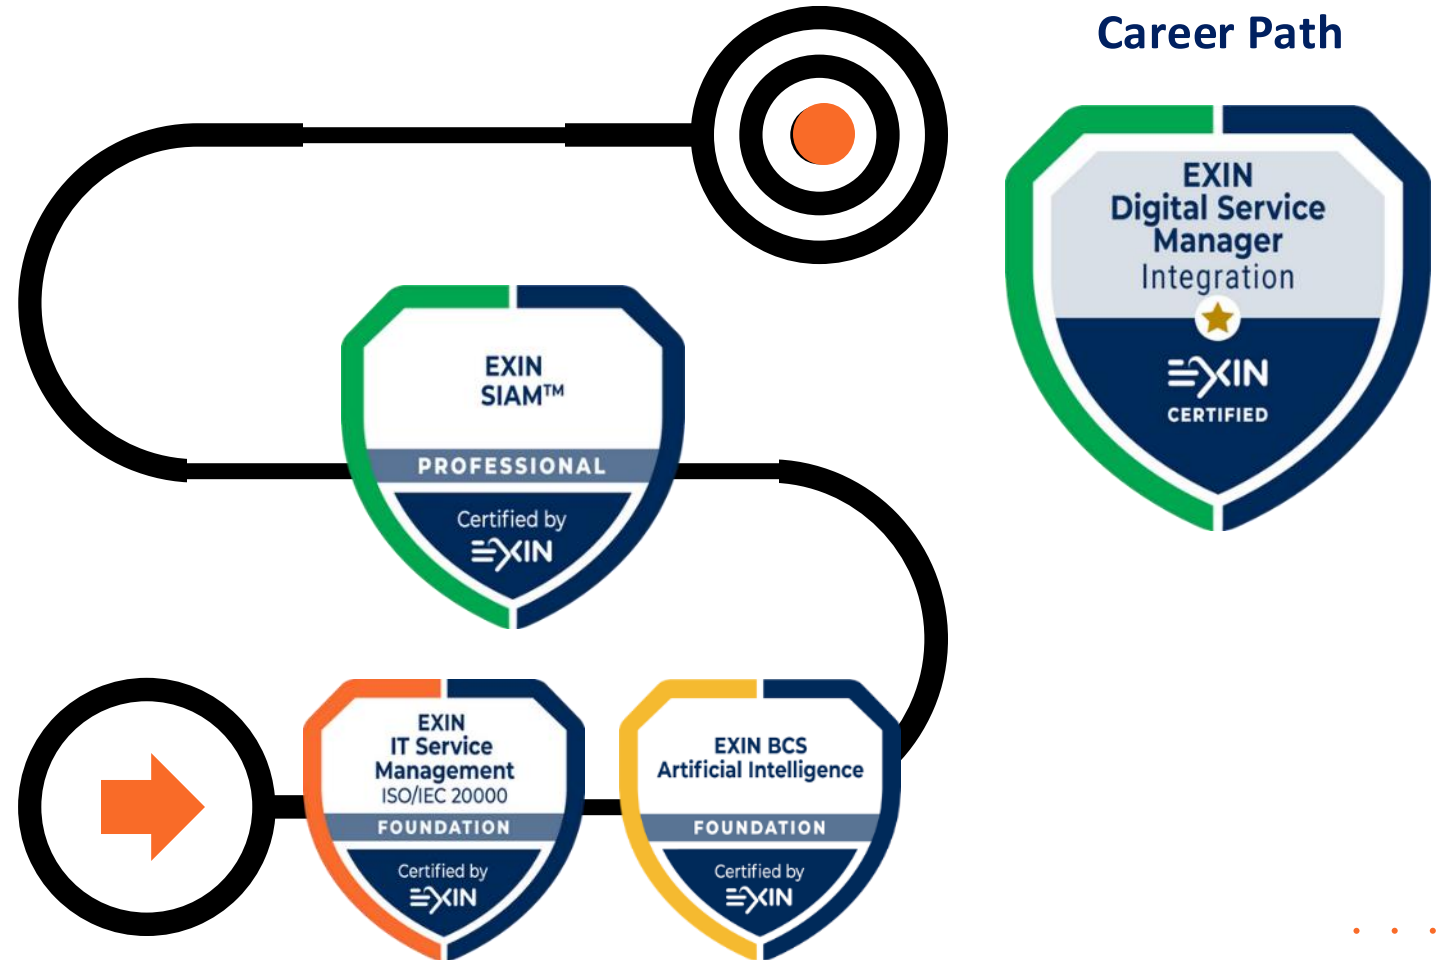 Career Path
EXIN
Digital Service
Manager
Integration
EXIN
CERTIFIED
EXIN
SIAM™
PROFESSIONAL
Certified by
EXIN
EXIN
IT Service
Management
ISO/IEC 20000
FOUNDATION
Certified by
EXIN
EXIN BCS
Artificial Intelligence
FOUNDATION
Certified by
EXIN